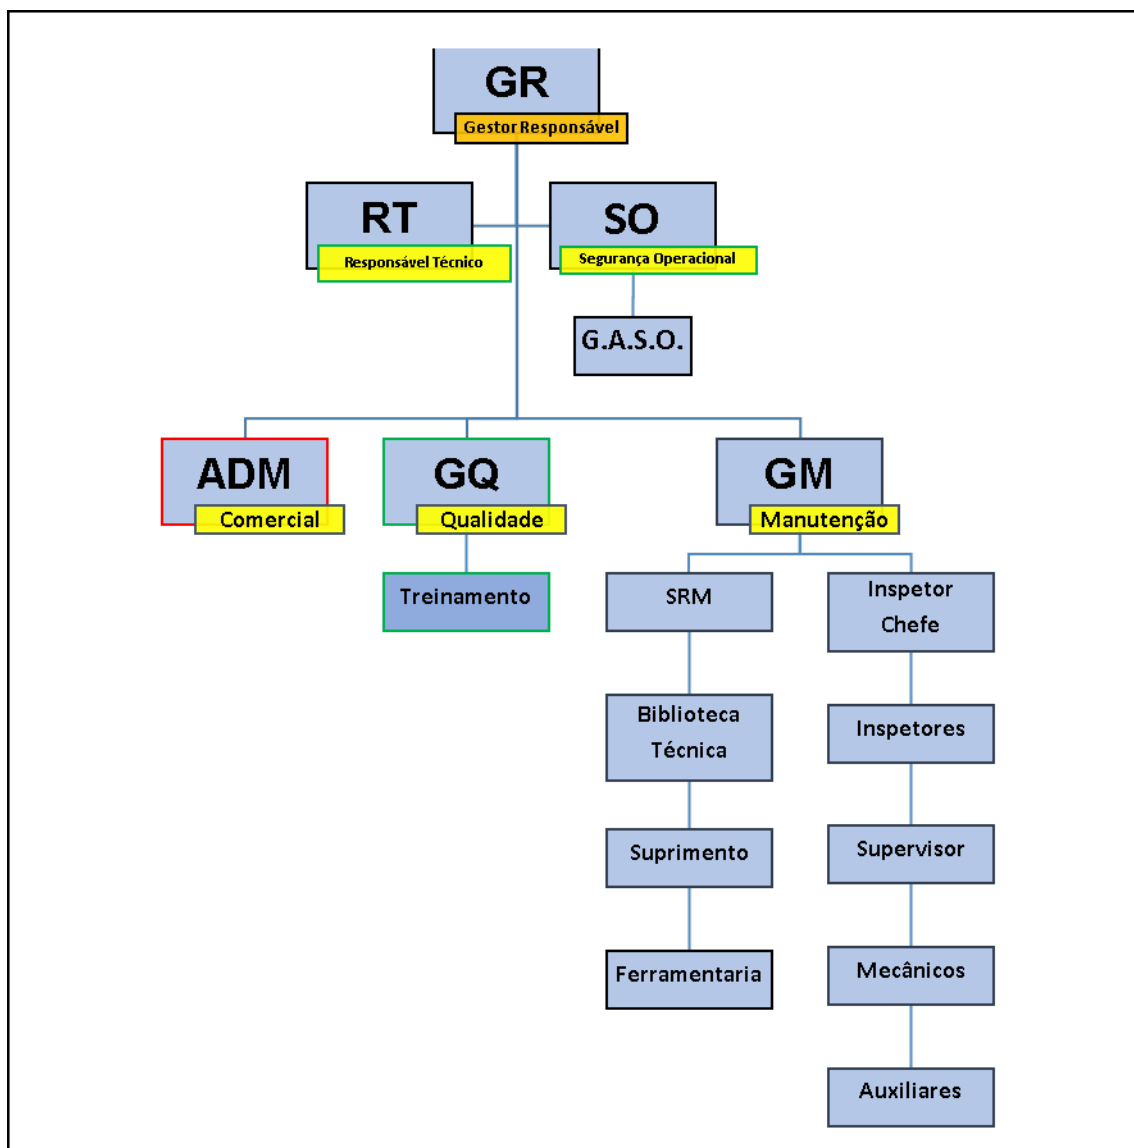 GR
Gestor Responsável
RT
Responsável Técnico
SO
Segurança Operacional
G.A.S.O.
ADM
Comercial
GQ
Qualidade
GM
Manutenção
Treinamento
SRM
Inspetor
Chefe
Biblioteca
Técnica
Inspetores
Suprimento
Supervisor
Ferramentaria
Mecânicos
Auxiliares